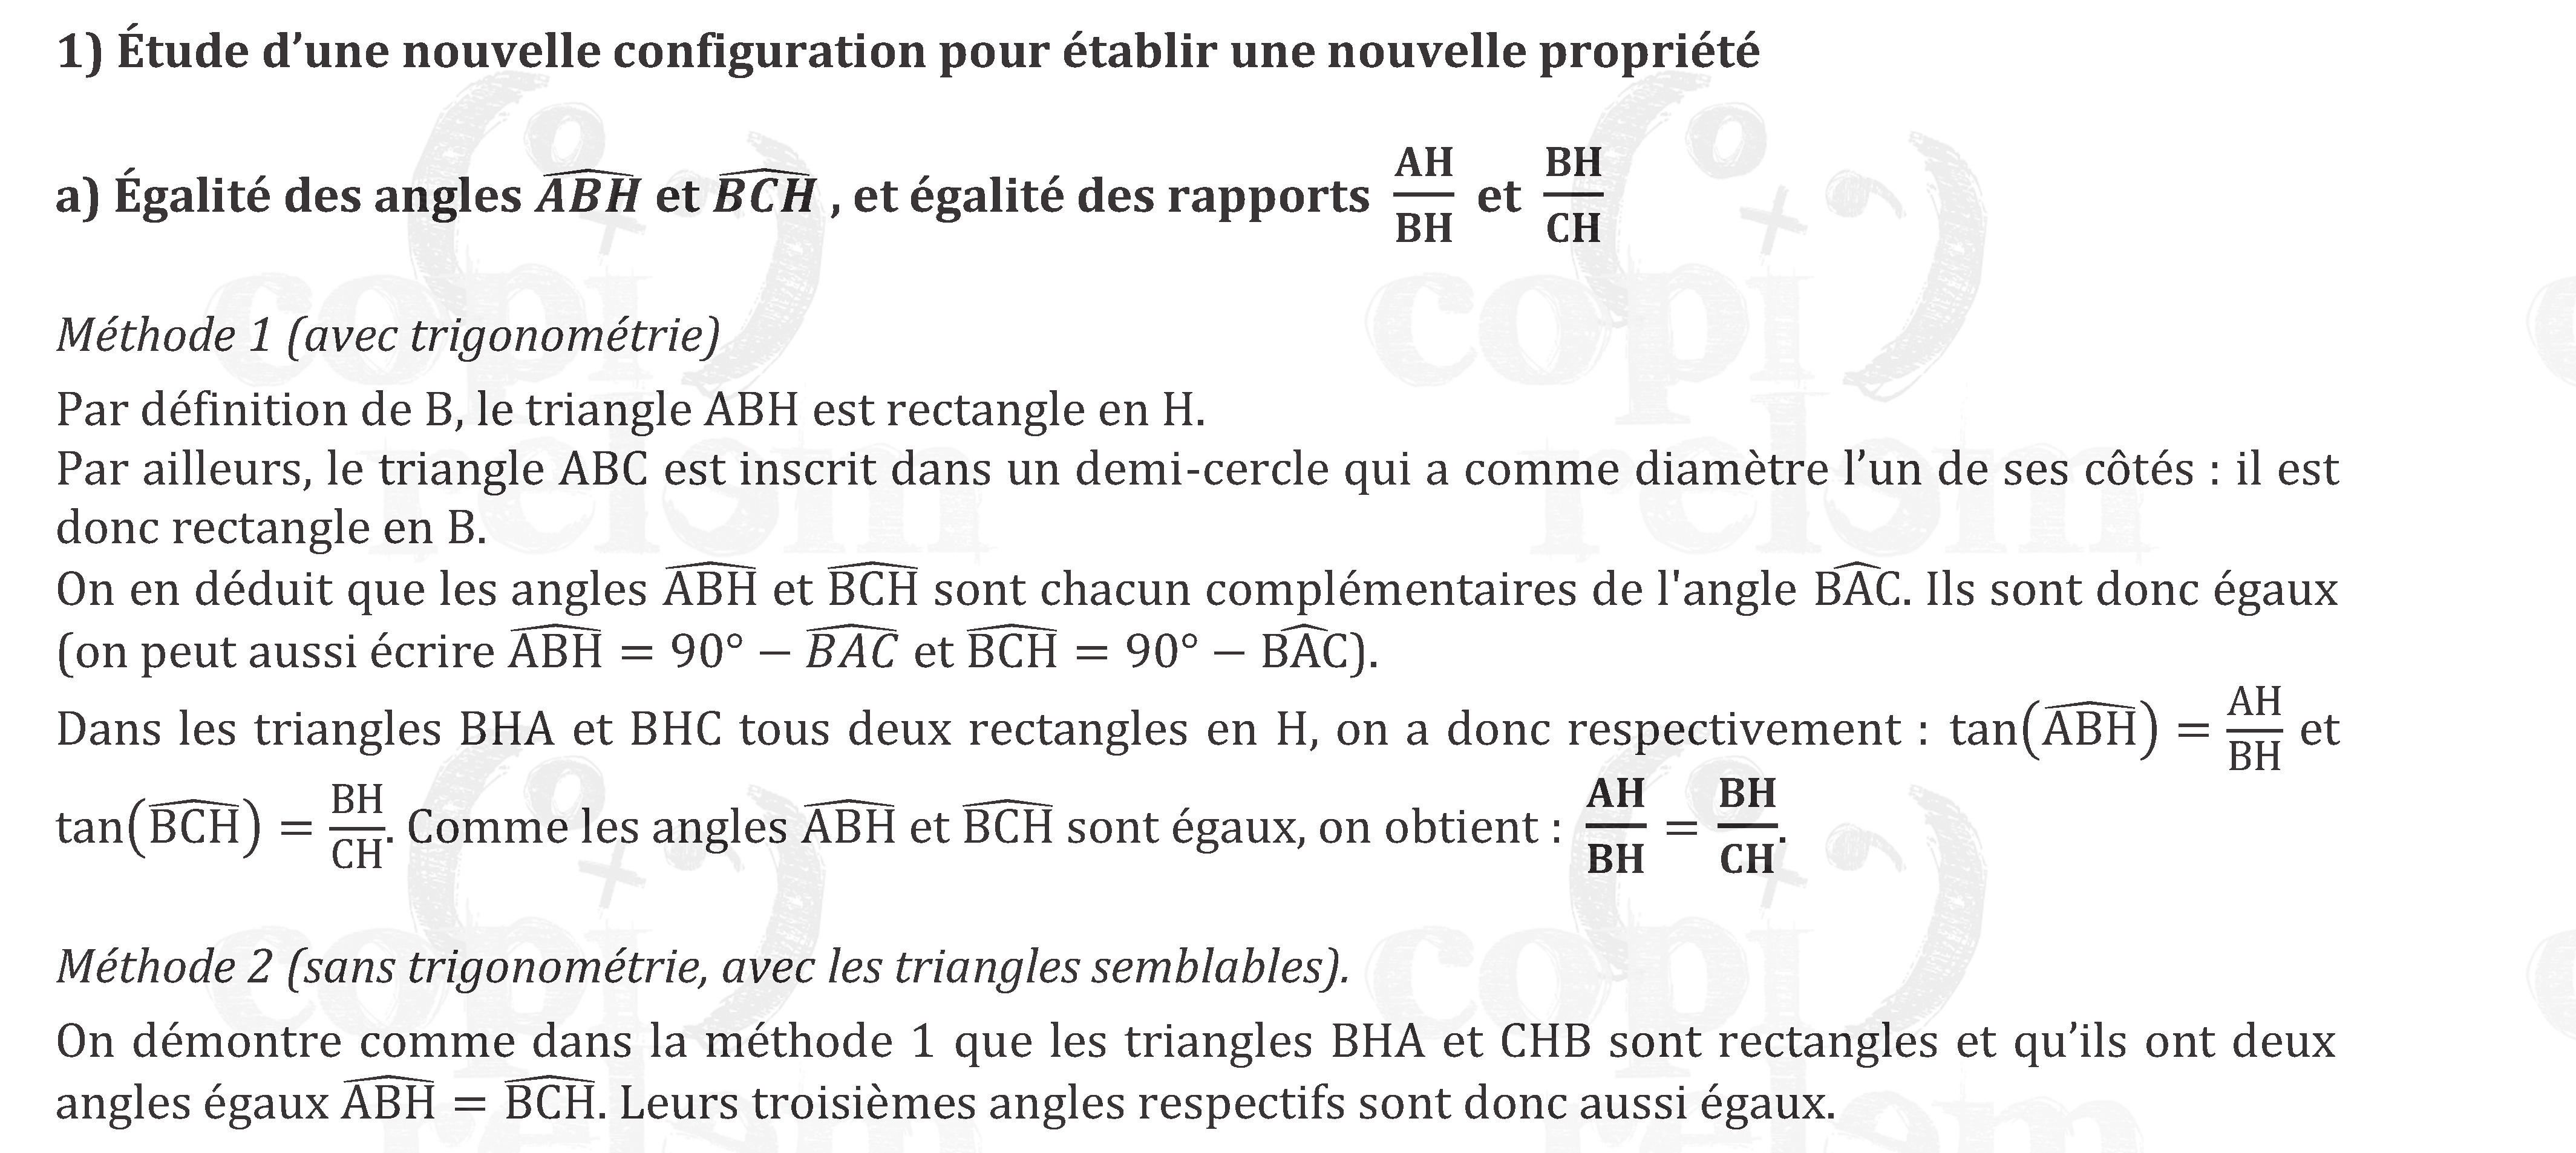 1) Étude d’une nouvelle configuration pour établir une nouvelle propriété
a) Égalité des angles $\widehat{ABH}$ et $\widehat{BCH}$ , et égalité des rapports $\frac{AH}{BH}$ et $\frac{BH}{CH}$
Méthode 1 (avec trigonométrie)
Par définition de B, le triangle ABH est rectangle en H.
Par ailleurs, le triangle ABC est inscrit dans un demi-cercle qui a comme diamètre l’un de ses côtés : il est
donc rectangle en B.
On en déduit que les angles $\widehat{ABH}$ et $\widehat{BCH}$ sont chacun complémentaires de l'angle $\widehat{BAC}$. Ils sont donc égaux
(on peut aussi écrire $\widehat{ABH} = 90° - \widehat{BAC}$ et $\widehat{BCH} = 90° - \widehat{BAC}$).
Dans les triangles BHA et BHC tous deux rectangles en H, on a donc respectivement : $\tan(\widehat{ABH}) = \frac{AH}{BH}$ et
$\tan(\widehat{BCH}) = \frac{BH}{CH}$. Comme les angles $\widehat{ABH}$ et $\widehat{BCH}$ sont égaux, on obtient : $\frac{AH}{BH} = \frac{BH}{CH}$.
Méthode 2 (sans trigonométrie, avec les triangles semblables).
On démontre comme dans la méthode 1 que les triangles BHA et CHB sont rectangles et qu’ils ont deux
angles égaux $\widehat{ABH} = \widehat{BCH}$. Leurs troisièmes angles respectifs sont donc aussi égaux.